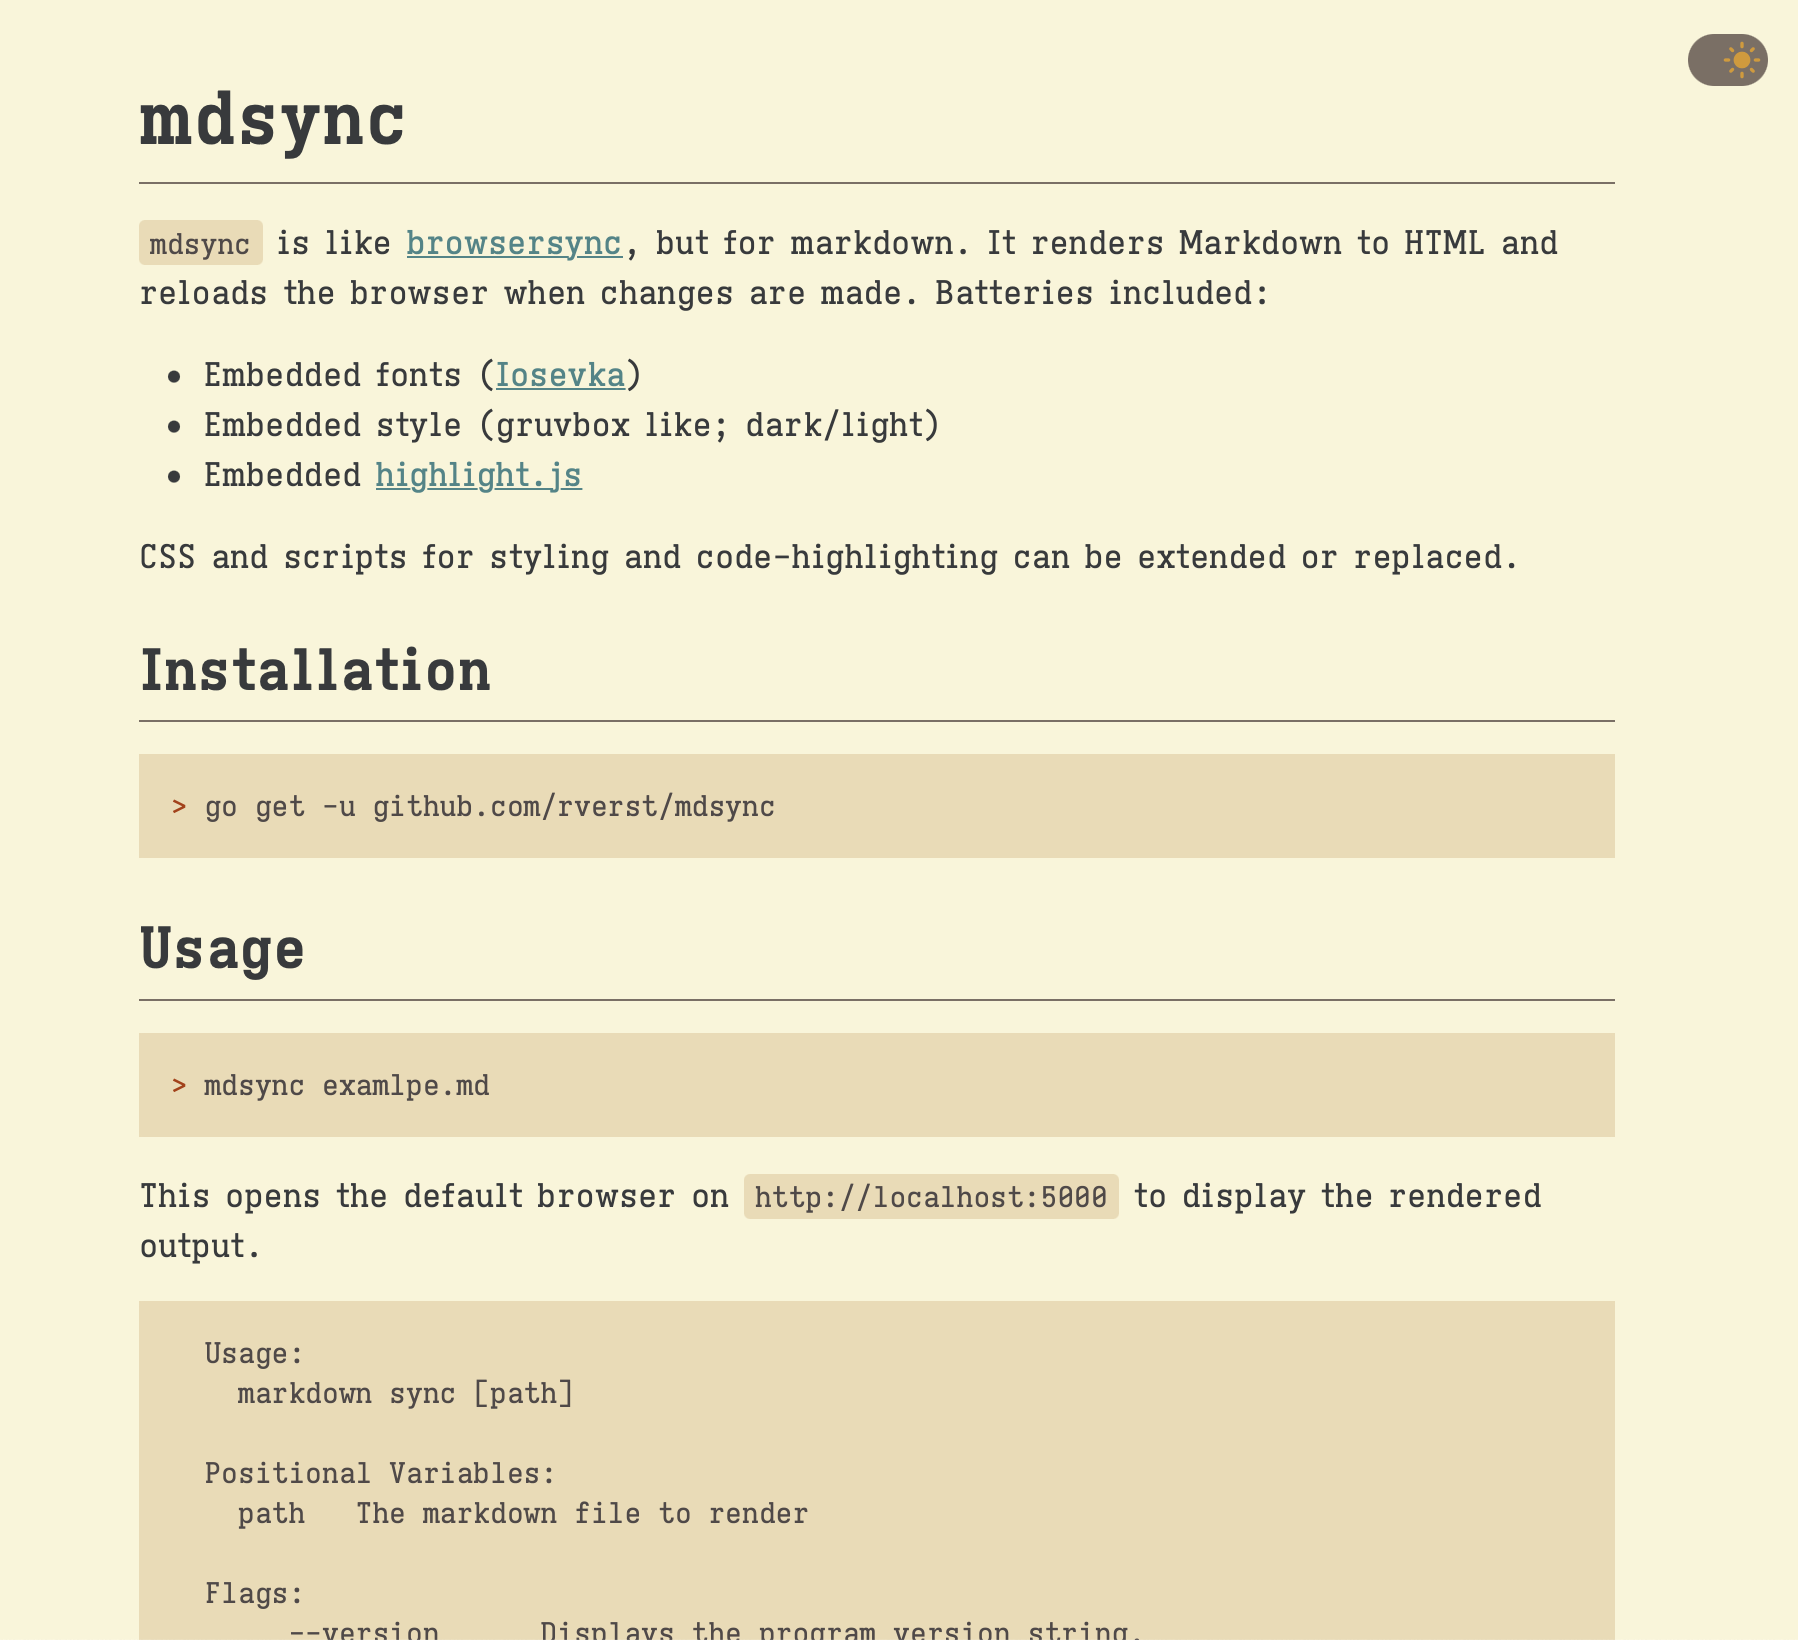 mdsync
mdsync is like browsersync, but for markdown. It renders Markdown to HTML and
reloads the browser when changes are made. Batteries included:
• Embedded fonts (Iosevka)
• Embedded style (gruvbox like; dark/light)
• Embedded highlight.js
CSS and scripts for styling and code-highlighting can be extended or replaced.
Installation
> go get -u github.com/rverst/mdsync
Usage
> mdsync examlpe.md
This opens the default browser on http://localhost:5000 to display the rendered
output.
Usage:
markdown sync [path]
Positional Variables:
path   The markdown file to render
Flags:
--version      Displays the program version string.